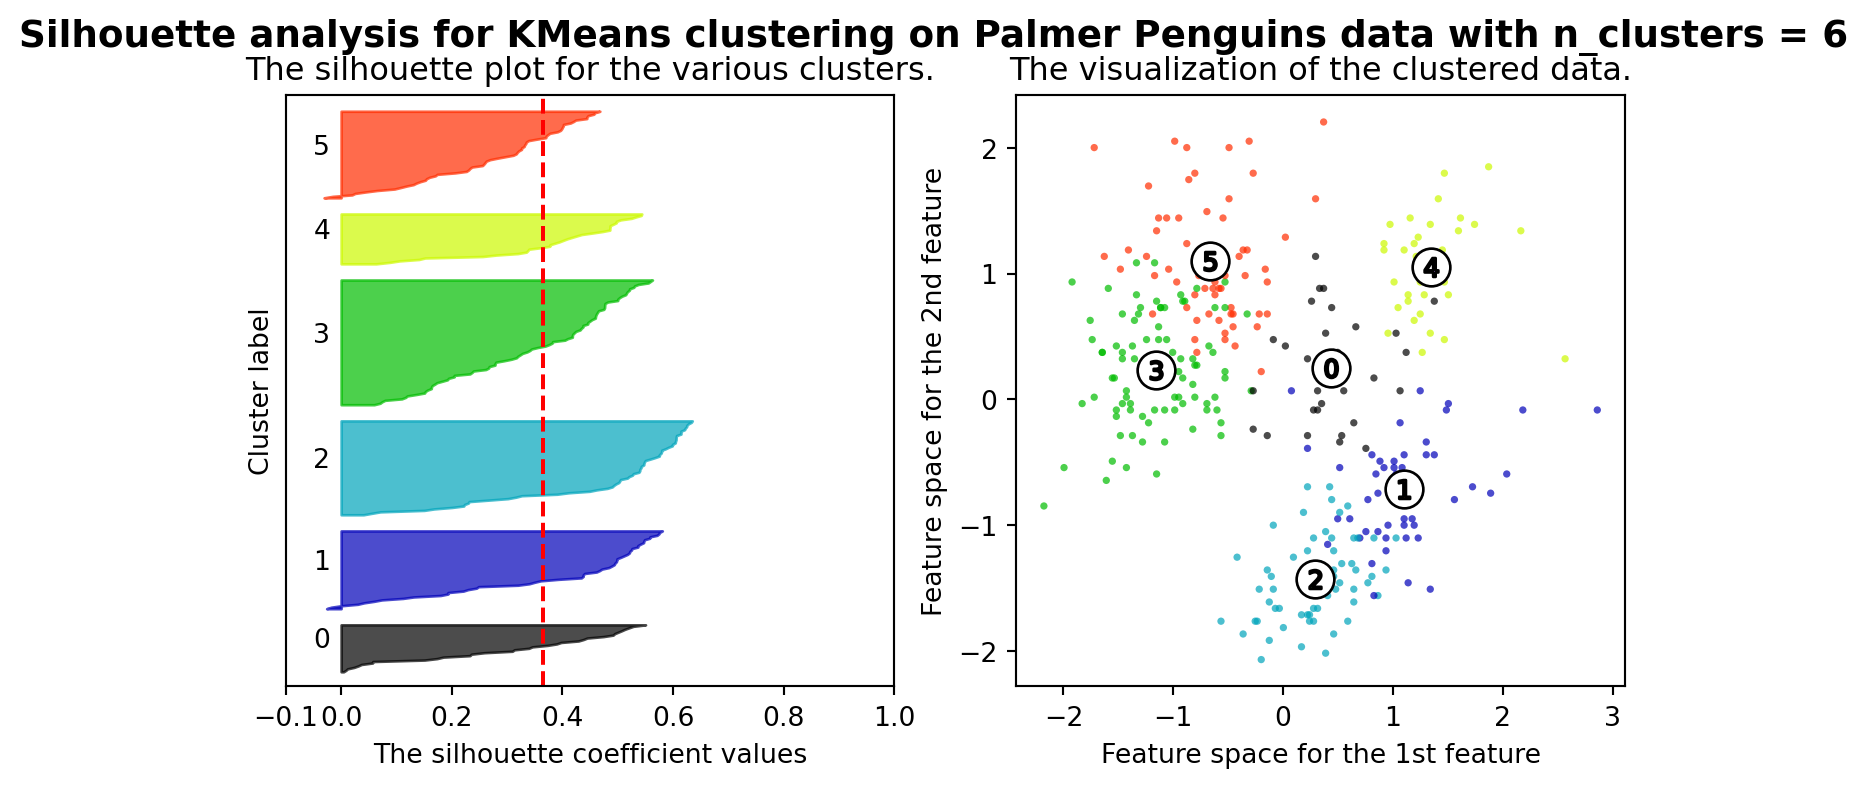 Silhouette analysis for KMeans clustering on Palmer Penguins data with n_clusters = 6
The silhouette plot for the various clusters.
5
4
3
2
1
0
Cluster label
−0.1 0.0 0.2 0.4 0.6 0.8 1.0
The silhouette coefficient values
The visualization of the clustered data.
2
1
0
−1
−2
Feature space for the 2nd feature
5
4
0
3
1
2
−2 −1 0 1 2 3
Feature space for the 1st feature